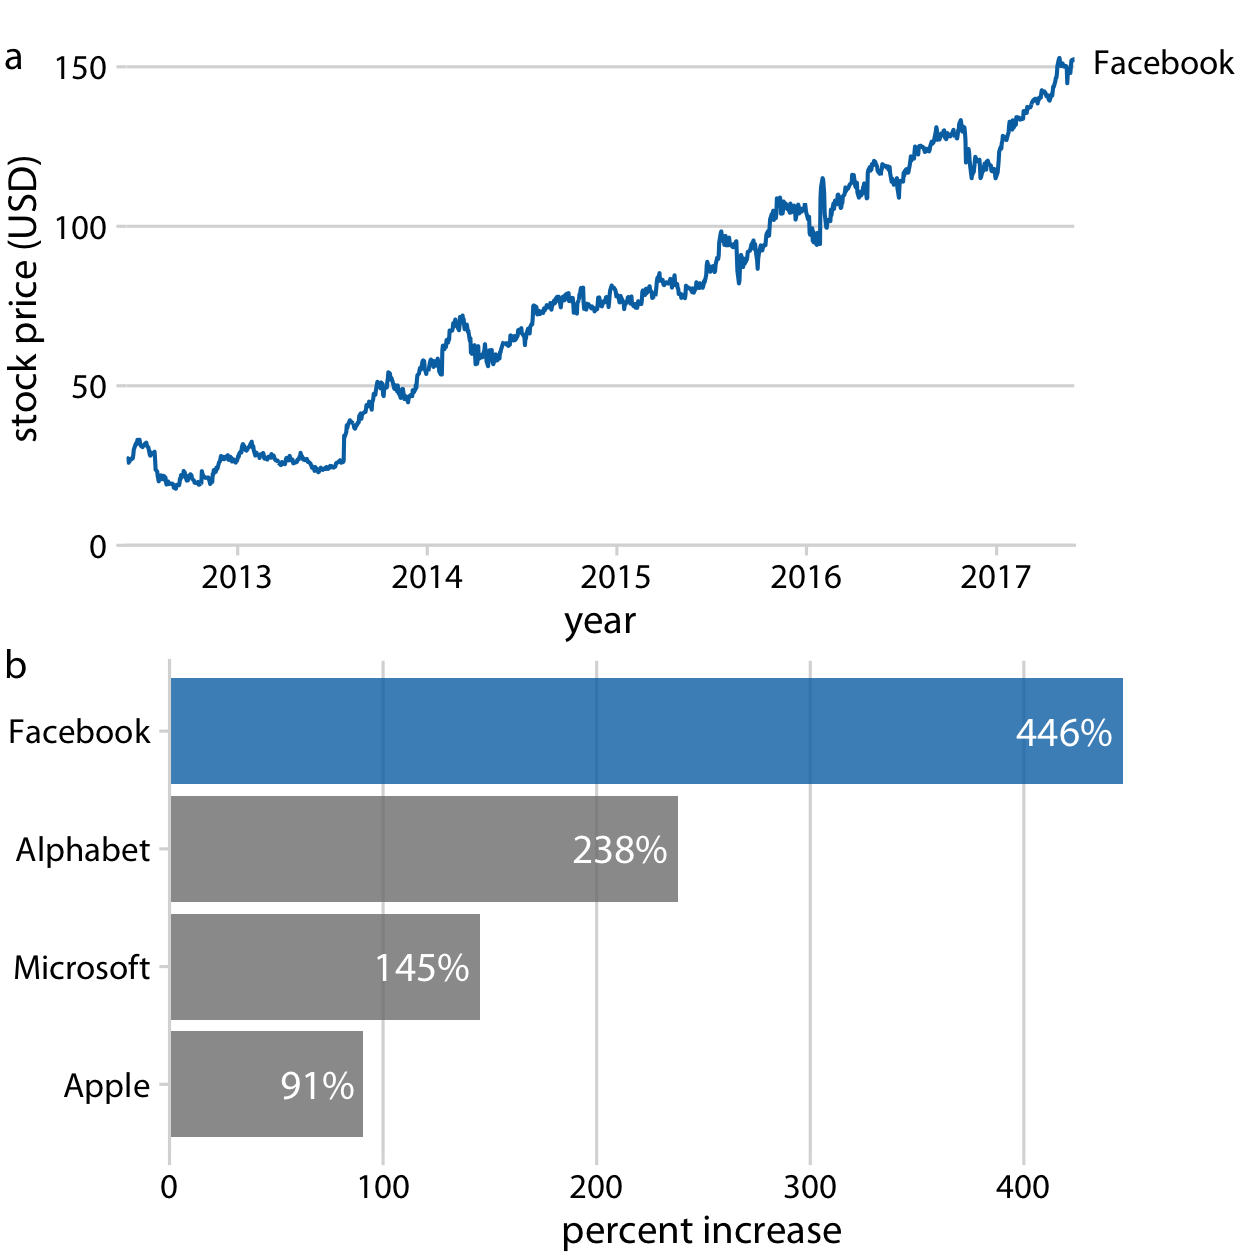 a
150
Facebook
100
50
0
stock price (USD)
2013 2014 2015 2016 2017
year
b
Facebook 446%
Alphabet 238%
Microsoft 145%
Apple 91%
0 100 200 300 400
percent increase